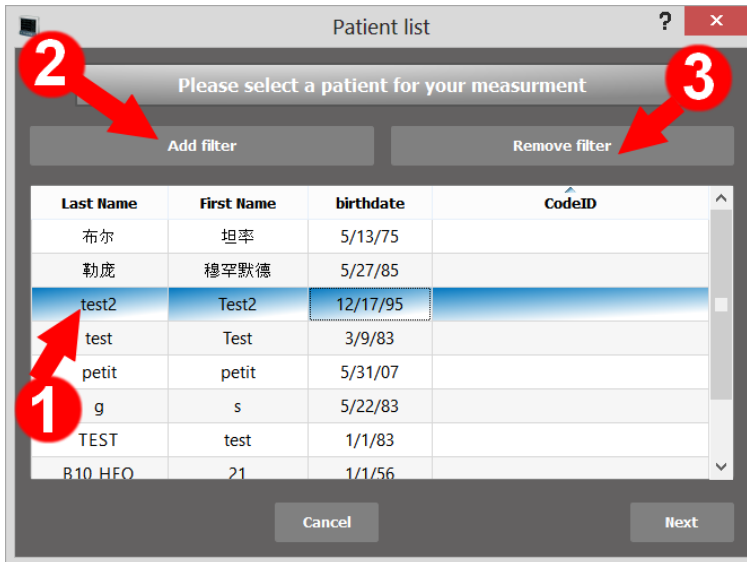 Patient list
?
2
3
Please select a patient for your measurment
Add filter Remove filter
Last Name First Name birthdate CodeID
布尔 坦率 5/13/75
勒庞 穆罕默德 5/27/85
test2 Test2 12/17/95
test Test 3/9/83
petit petit 5/31/07
1
g s 5/22/83
TEST test 1/1/83
B10_HFO 21 1/1/56
Cancel Next